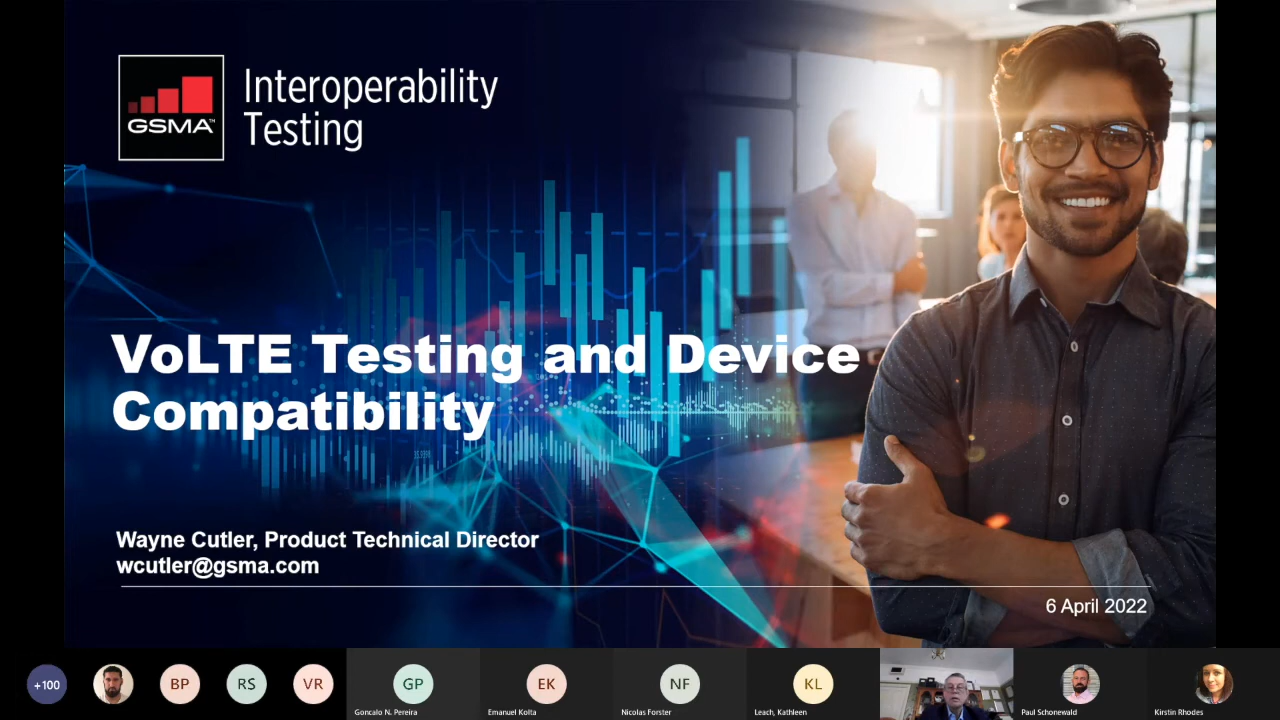 Interoperability
Testing
GSMA™
VoLTE Testing and Device
Compatibility
Wayne Cutler, Product Technical Director
wcutler@gsma.com
6 April 2022
+100
BP
RS
VR
GP
EK
NF
KL
Goncalo N. Pereira
Emanuel Kolta
Nicolas Forster
Leach, Kathleen
Paul Schonewald
Kirstin Rhodes